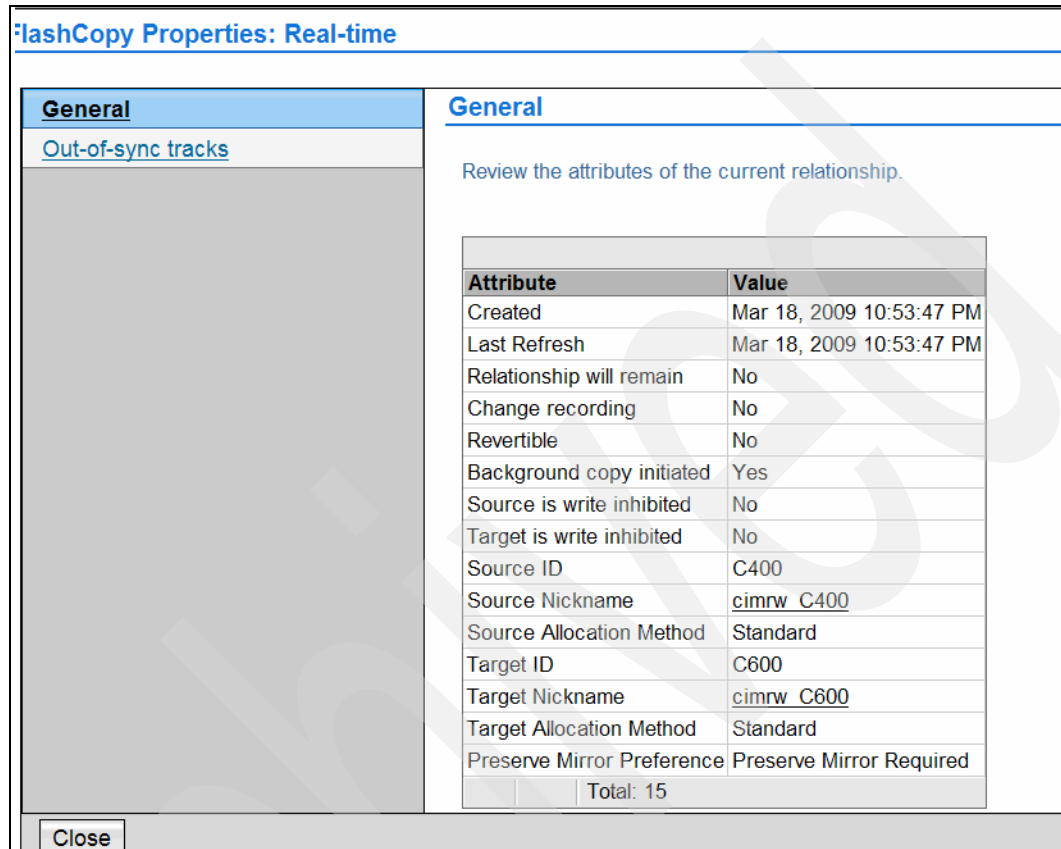 FlashCopy Properties: Real-time
General
Out-of-sync tracks
General
Review the attributes of the current relationship.
Attribute Value
Created Mar 18, 2009 10:53:47 PM
Last Refresh Mar 18, 2009 10:53:47 PM
Relationship will remain No
Change recording No
Revertible No
Background copy initiated Yes
Source is write inhibited No
Target is write inhibited No
Source ID C400
Source Nickname cimrw_C400
Source Allocation Method Standard
Target ID C600
Target Nickname cimrw_C600
Target Allocation Method Standard
Preserve Mirror Preference Preserve Mirror Required
Total: 15
Close
hived